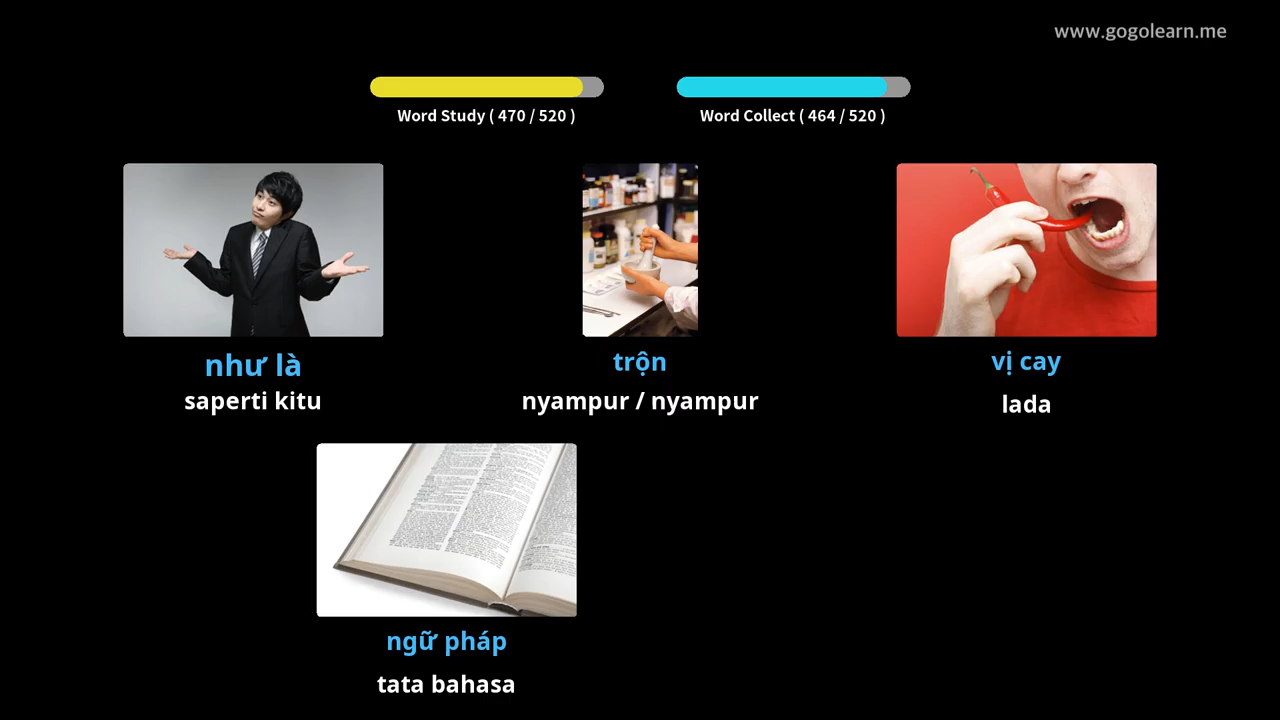 www.gogolearn.me
Word Study ( 470 / 520 )
Word Collect ( 464 / 520 )
như là
saperti kitu
trộn
nyampur / nyampur
vị cay
lada
ngữ pháp
tata bahasa